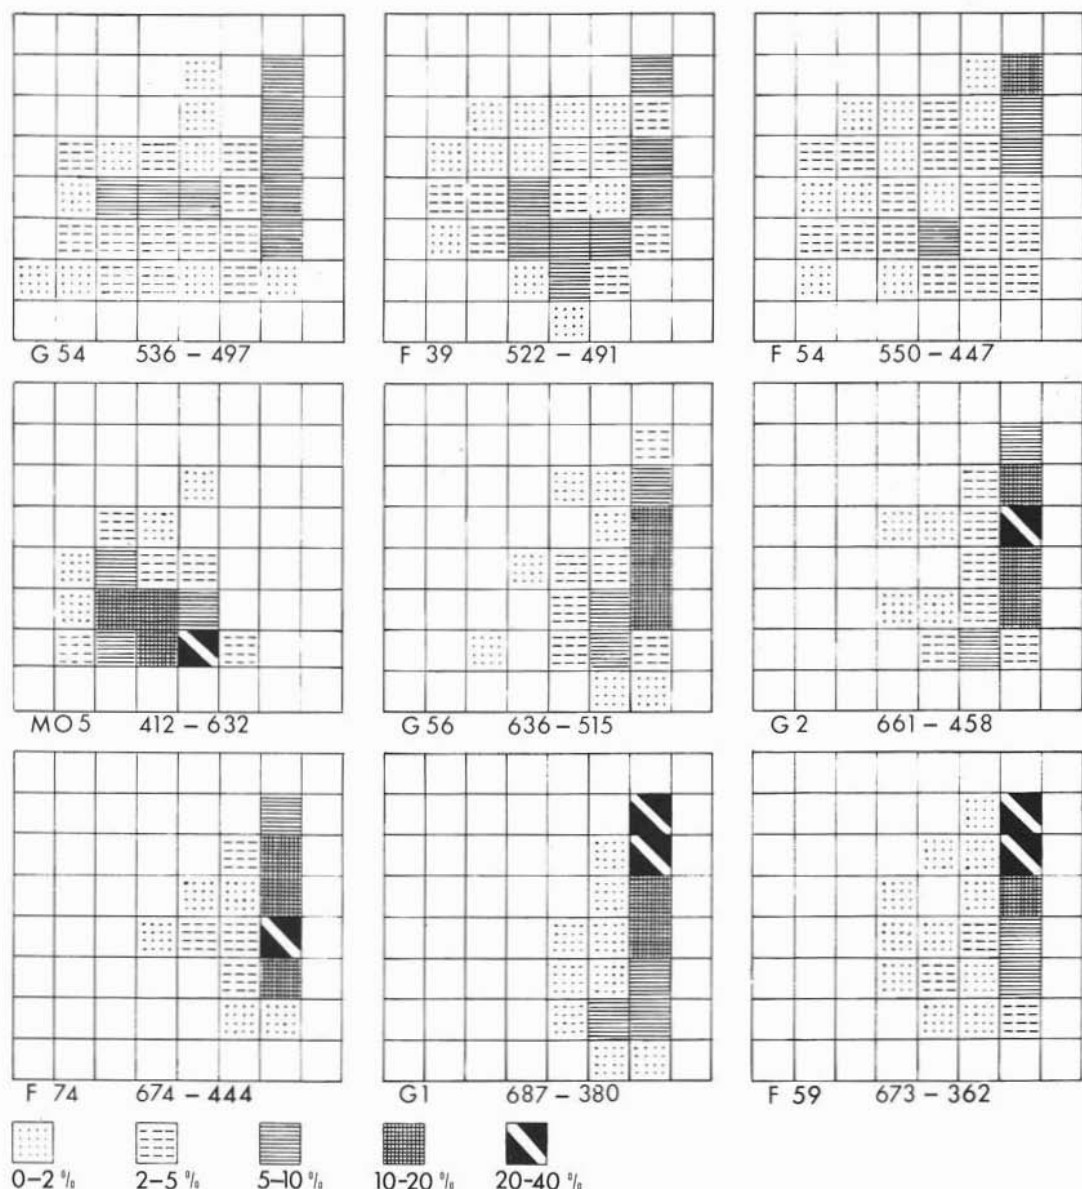 G 54 536 – 497
F 39 522 – 491
F 54 550 – 447
MO 5 412 – 632
G 56 636 – 515
G 2 661 – 458
F 74 674 – 444
G1 687 – 380
F 59 673 – 362
0–2 % 2–5 % 5–10 % 10–20 % 20–40 %